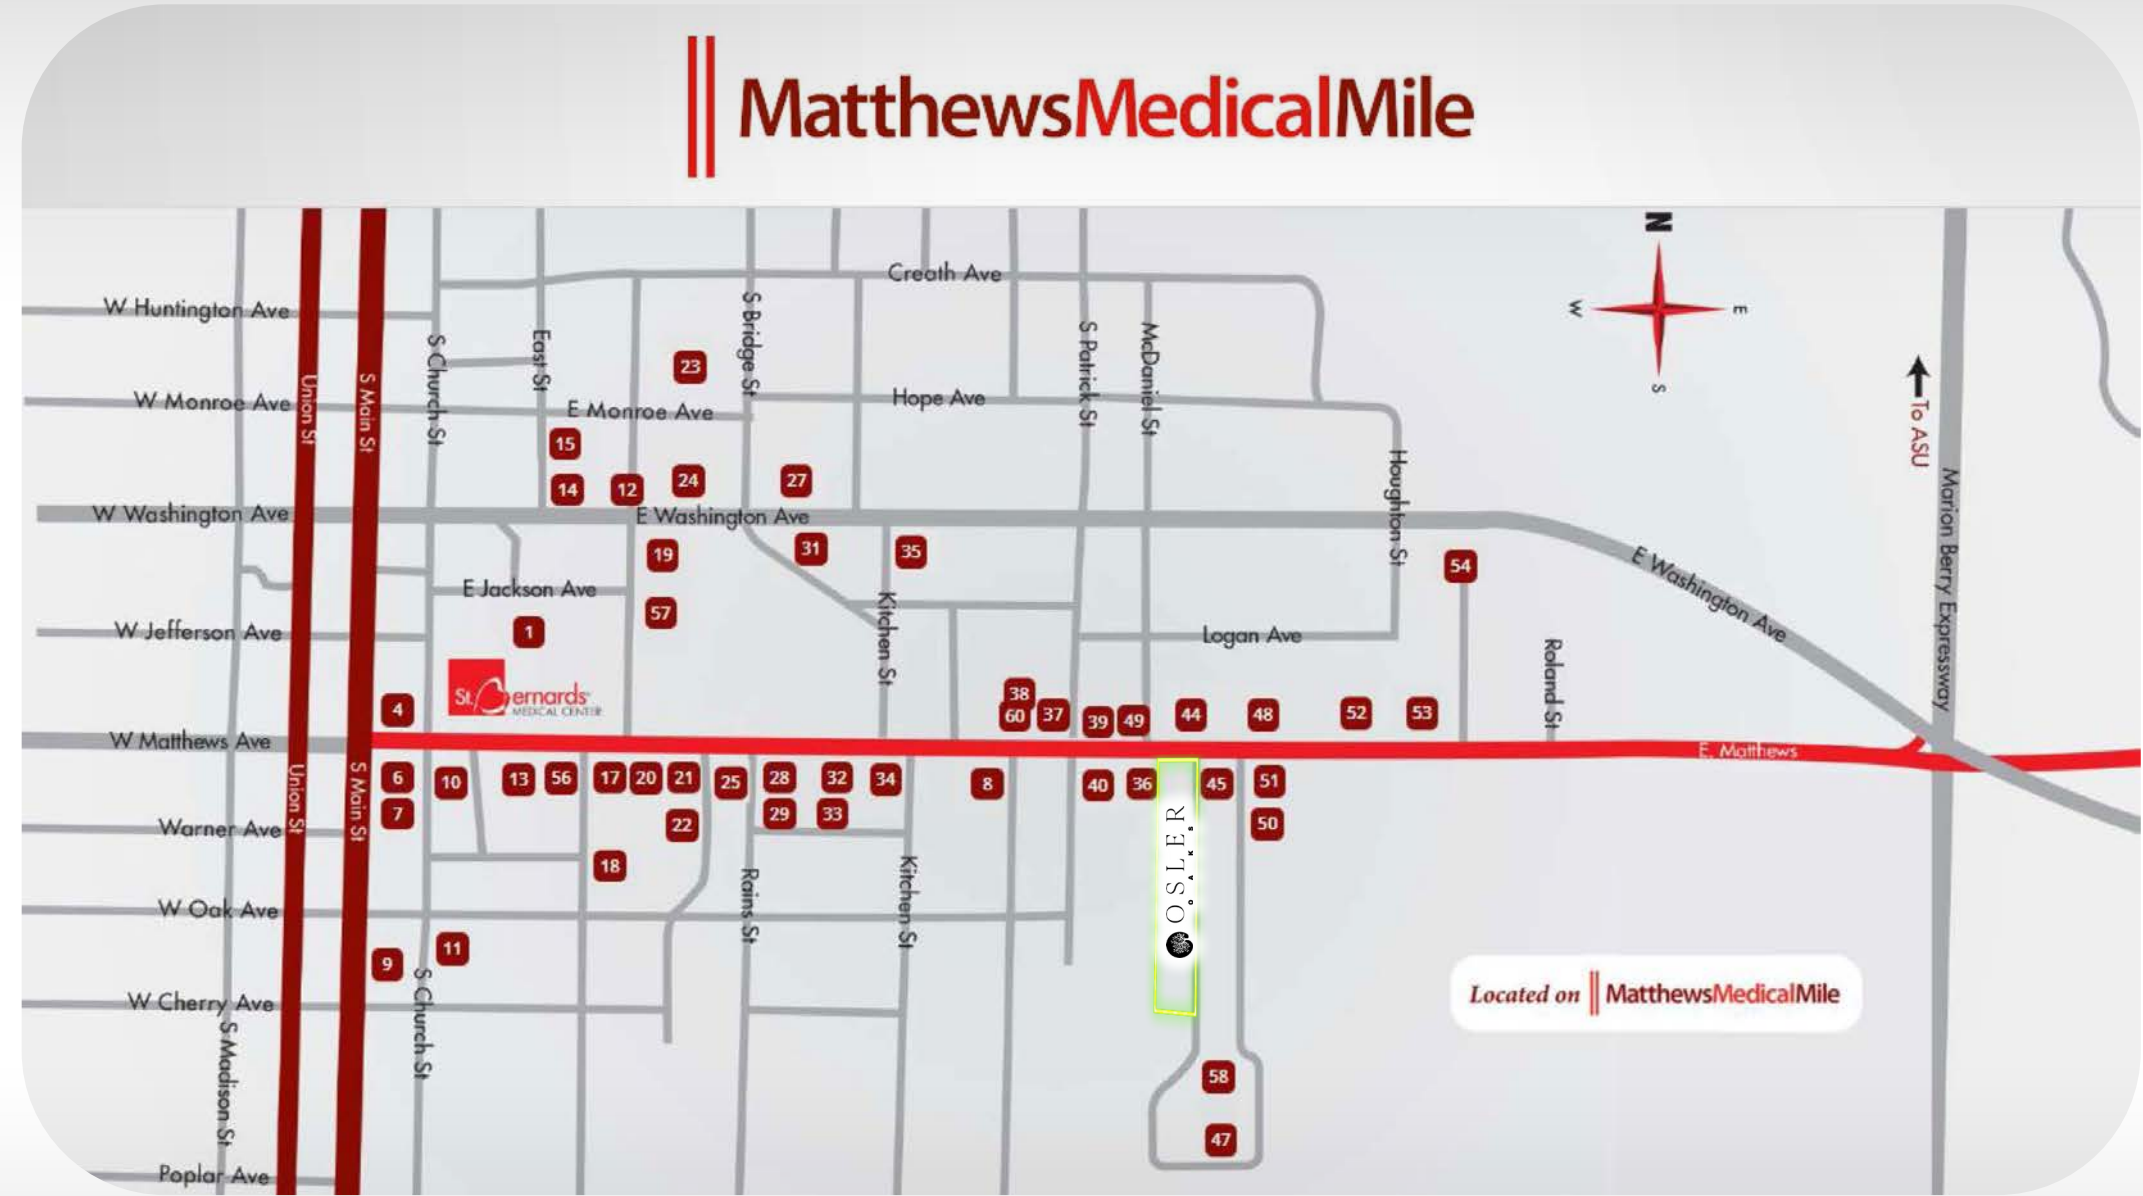 MatthewsMedicalMile
N
W
E
S
Creath Ave
W Huntington Ave
S Church St
East St
S Bridge St
S Patrick St
McDaniel St
23
Union St
S Main St
W Monroe Ave
E Monroe Ave
Hope Ave
To ASU
15
14
12
24
27
Houghton St
Marion Berry Expressway
W Washington Ave
E Washington Ave
E Washington Ave
19
31
35
54
E Jackson Ave
57
Kitchen St
W Jefferson Ave
1
Logan Ave
Roland St
St. Bernards
MEDICAL CENTER
4
38
60
37
39
49
44
48
52
53
W Matthews Ave
E. Matthews
Union St
S Main St
6
10
13
56
17
20
21
25
28
32
34
8
40
36
45
51
7
22
29
33
50
Warner Ave
18
OSLER
OAKS
Rains St
Kitchen St
W Oak Ave
9
11
S Church St
W Cherry Ave
S Madison St
Located on MatthewsMedicalMile
58
47
Poplar Ave